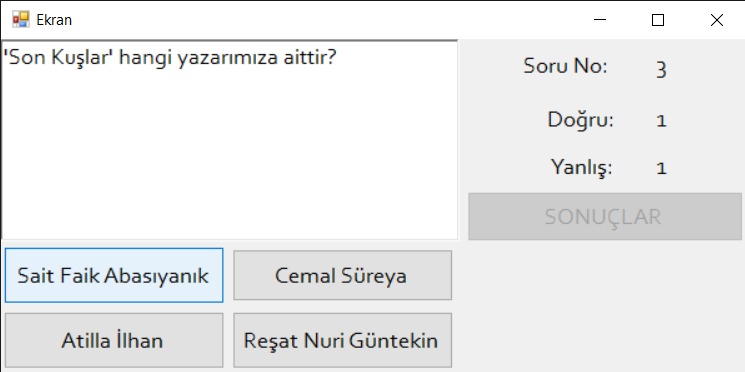 Ekran
'Son Kuşlar' hangi yazarımıza aittir?
Soru No: 3
Doğru: 1
Yanlış: 1
SONUÇLAR
Sait Faik Abasıyanık
Cemal Süreya
Atilla İlhan
Reşat Nuri Güntekin